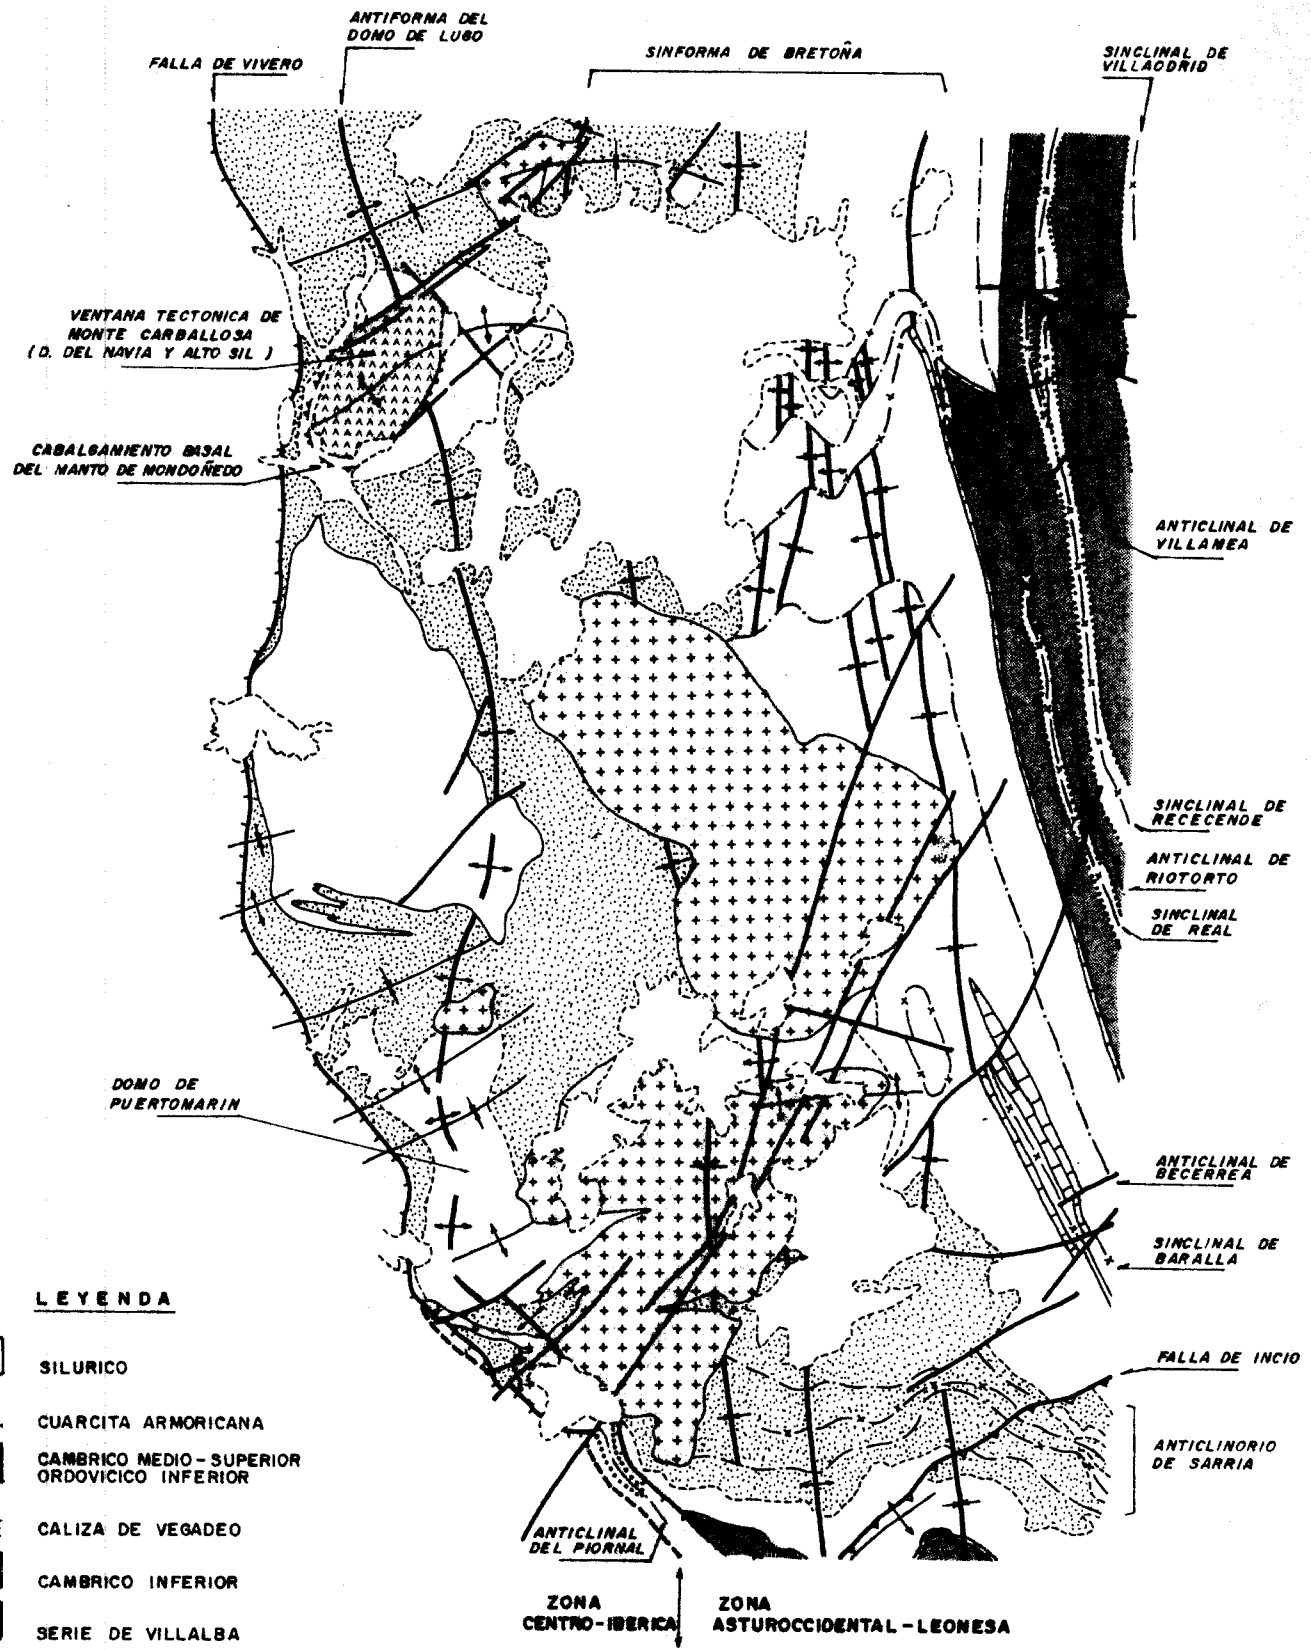 ANTIFORMA DEL
DOMO DE LUGO
FALLA DE VIVERO
SINFORMA DE BRETOÑA
SINCLINAL DE
VILLAODRID
VENTANA TECTONICA DE
MONTE CARBALLOSA
(D. DEL NAVIA Y ALTO SIL)
CABALGAMIENTO BASAL
DEL MANTO DE MONDOÑEDO
ANTICLINAL DE
VILLAMEA
SINCLINAL DE
RECECENDE
ANTICLINAL DE
RIOTORTO
SINCLINAL
DE REAL
DOMO DE
PUERTOMARIN
ANTICLINAL DE
BECERREA
SINCLINAL DE
BARALLA
FALLA DE INCIO
ANTICLINORIO
DE SARRIA
ANTICLINAL
DEL PIORNAL
LEYENDA
SILURICO
CUARCITA ARMORICANA
CAMBRICO MEDIO-SUPERIOR
ORDOVICICO INFERIOR
CALIZA DE VEGADEO
CAMBRICO INFERIOR
SERIE DE VILLALBA
ZONA
CENTRO-IBERICA
ZONA
ASTUROCCIDENTAL-LEONESA